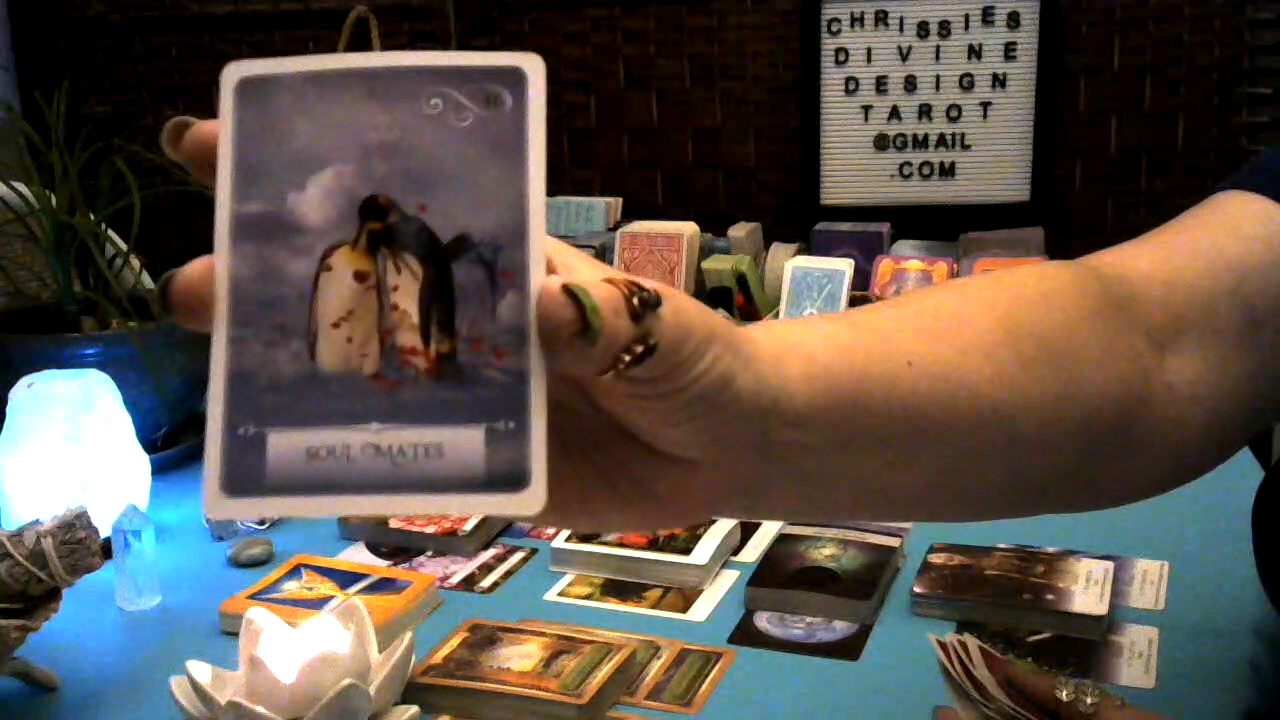 CHRISSIES
DIVINE
DESIGN
TAROT
@GMAIL
.COM
SOUL MATES